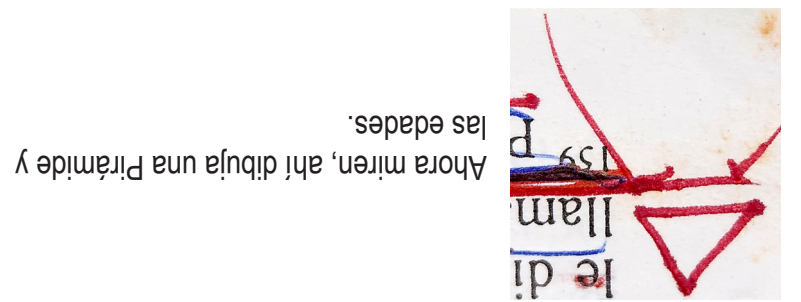 Ahora miren, ahí dibuja una Pirámide y
las edades.
le di
llam
159
p